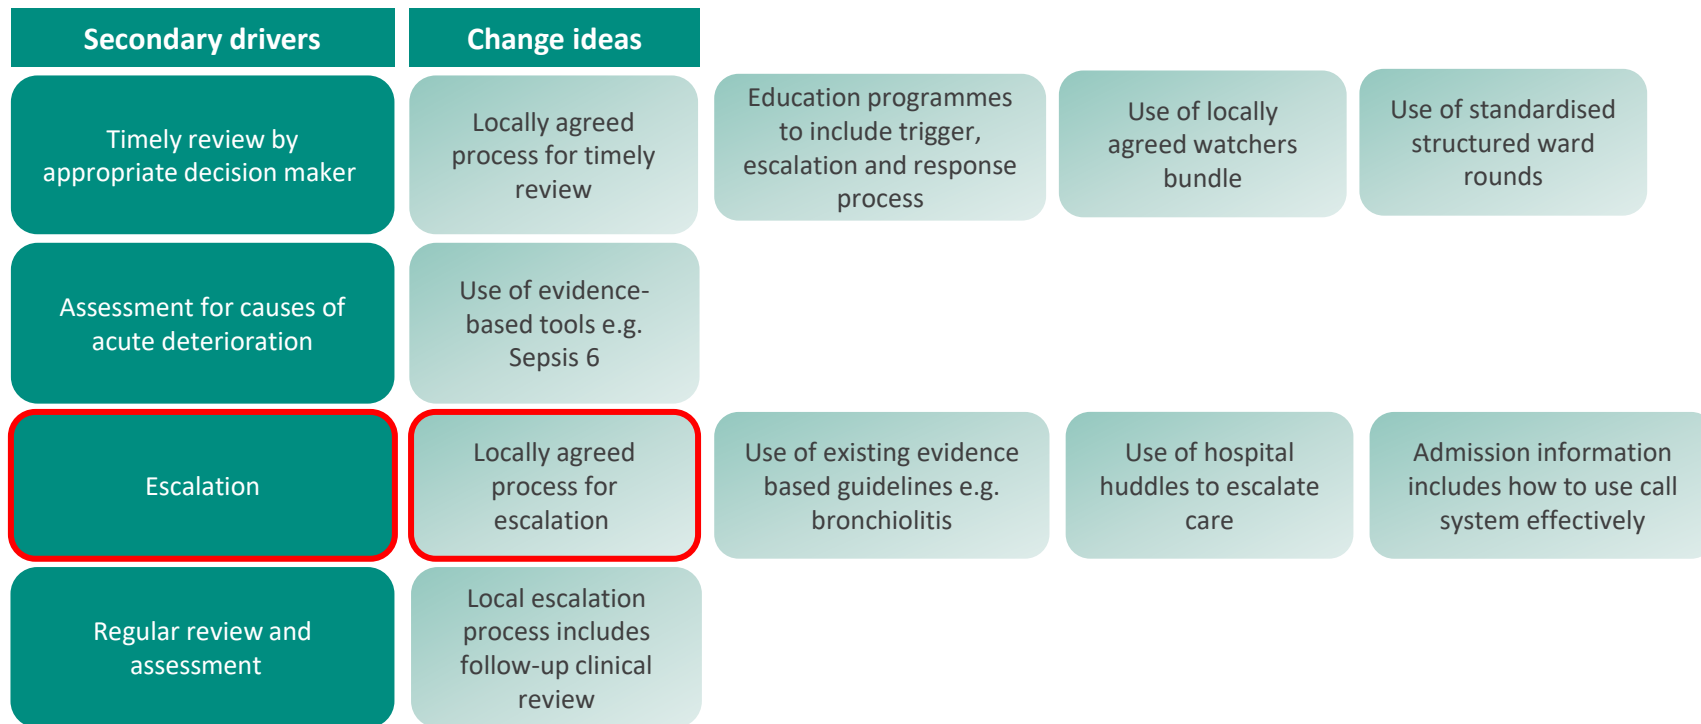 Secondary drivers
Change ideas
Timely review by
appropriate decision maker
Locally agreed
process for timely
review
Education programmes
to include trigger,
escalation and response
process
Use of locally
agreed watchers
bundle
Use of standardised
structured ward
rounds
Assessment for causes of
acute deterioration
Use of evidence-
based tools e.g.
Sepsis 6
Escalation
Locally agreed
process for
escalation
Use of existing evidence
based guidelines e.g.
bronchiolitis
Use of hospital
huddles to escalate
care
Admission information
includes how to use call
system effectively
Regular review and
assessment
Local escalation
process includes
follow-up clinical
review